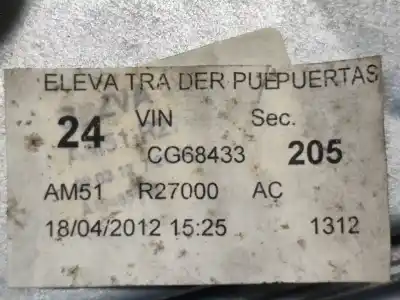 ELEVA TRA DER PUEPUERTAS
24 VIN Sec.
CG68433 205
AM51 R27000 AC
18/04/2012 15:25 1312